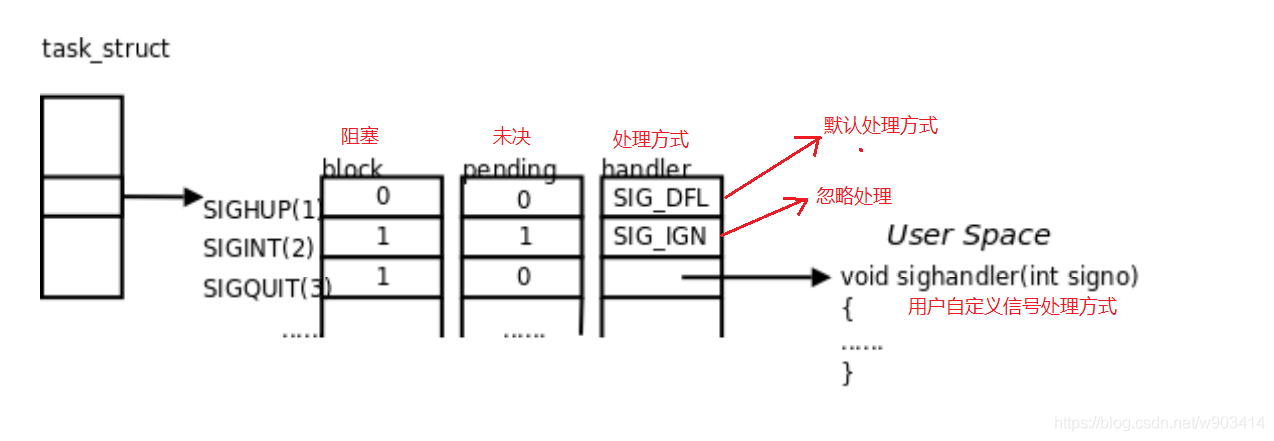 task_struct
阻塞 未决 处理方式 默认处理方式
block pending handler
SIGHUP(1) 0 0 SIG_DFL 忽略处理
SIGINT(2) 1 1 SIG_IGN User Space
SIGQUIT(3) 1 0 void sighandler(int signo)
{ 用户自定义信号处理方式
...... ...... ......
}
https://blog.csdn.net/w903414